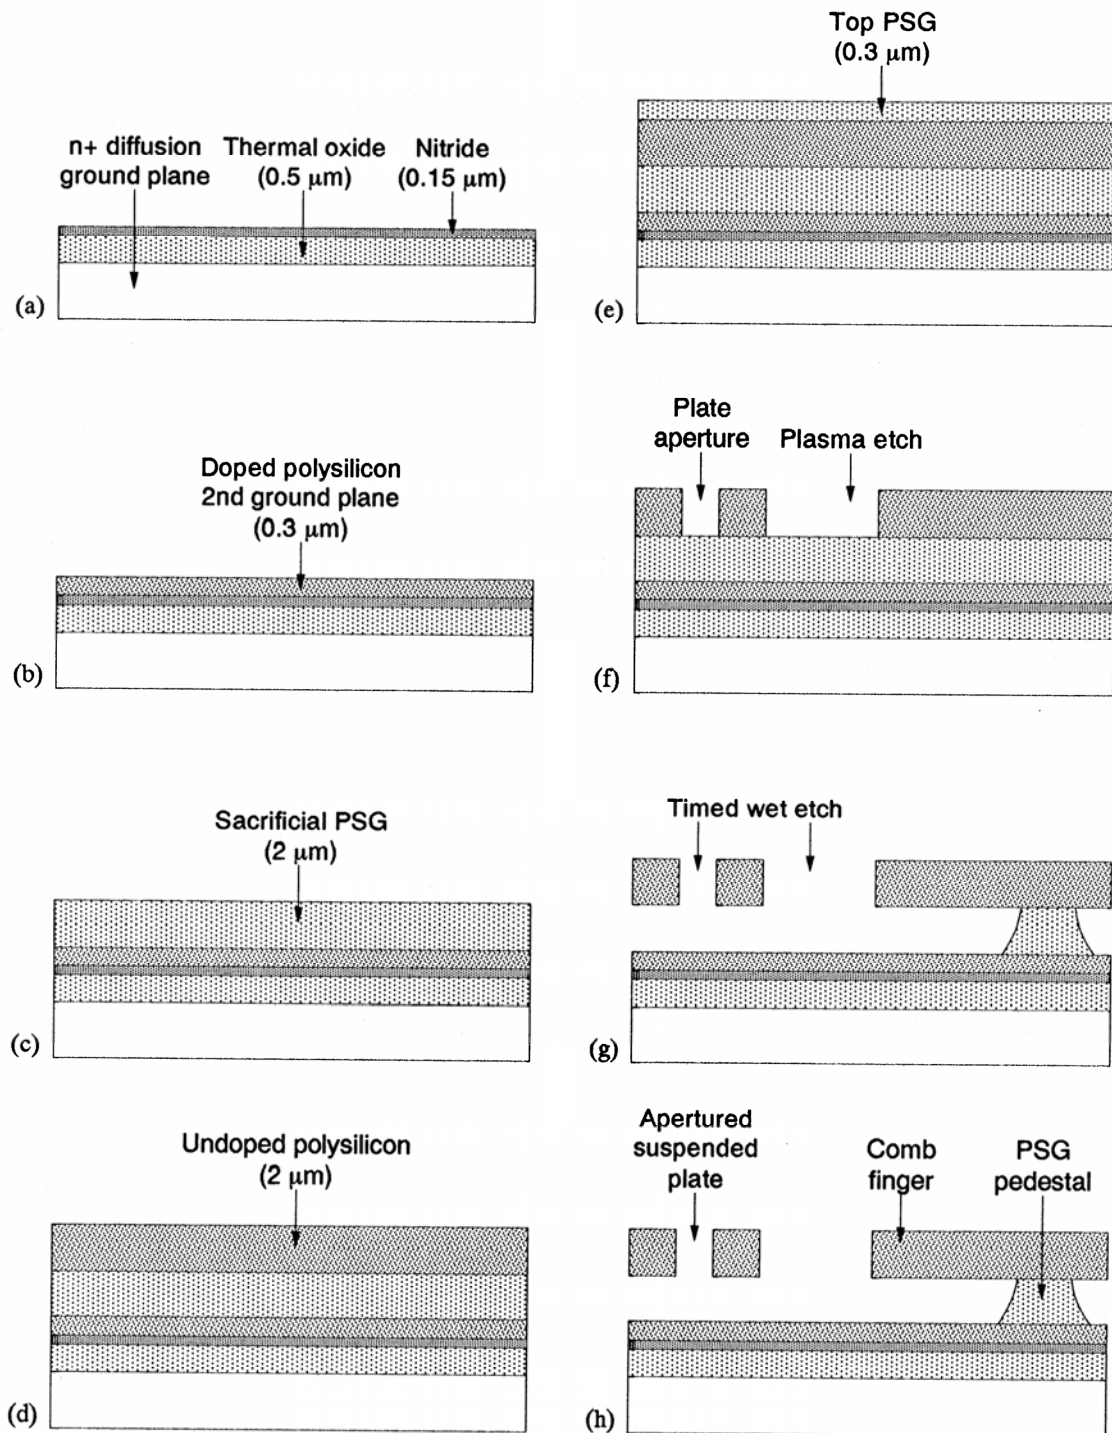 n+ diffusion
ground plane
Thermal oxide
(0.5 μm)
Nitride
(0.15 μm)
(a)
Doped polysilicon
2nd ground plane
(0.3 μm)
(b)
Sacrificial PSG
(2 μm)
(c)
Undoped polysilicon
(2 μm)
(d)
Top PSG
(0.3 μm)
(e)
Plate
aperture
Plasma etch
(f)
Timed wet etch
(g)
Apertured
suspended
plate
Comb
finger
PSG
pedestal
(h)